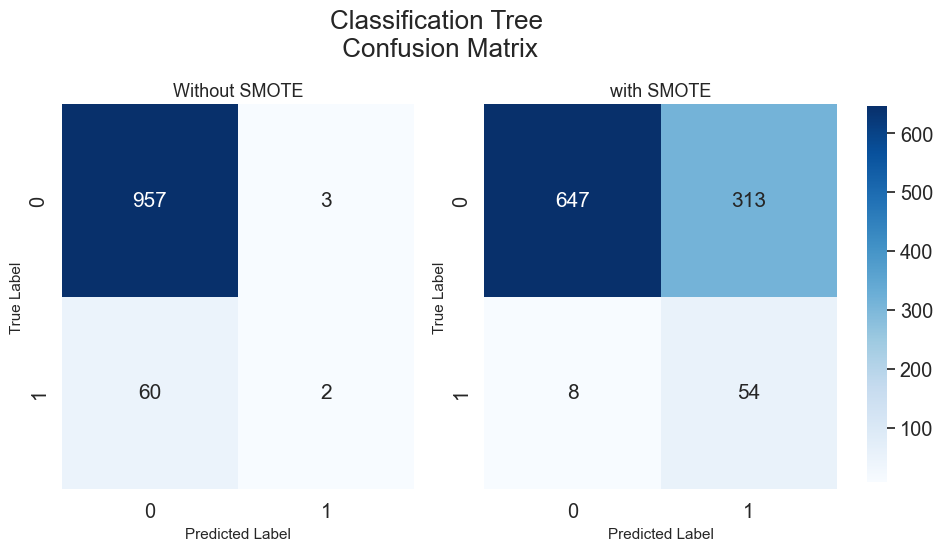 Classification Tree
Confusion Matrix
Without SMOTE
0
1
True Label
957
3
60
2
0
1
Predicted Label
with SMOTE
0
1
True Label
647
313
8
54
0
1
Predicted Label
600
500
400
300
200
100